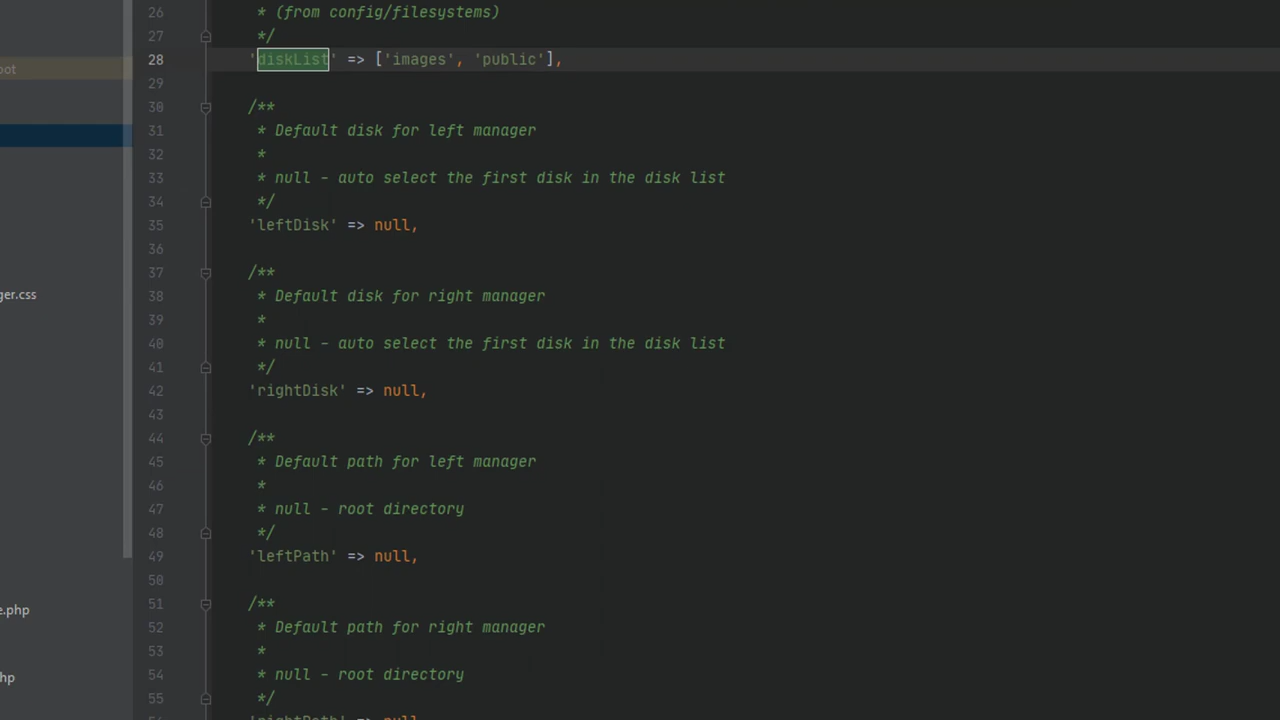 26 * (from config/filesystems)
27 */
28 'diskList' => ['images', 'public'],
29
30 /**
31 * Default disk for left manager
32 *
33 * null - auto select the first disk in the disk list
34 */
35 'leftDisk' => null,
36
37 /**
38 * Default disk for right manager
39 *
40 * null - auto select the first disk in the disk list
41 */
42 'rightDisk' => null,
43
44 /**
45 * Default path for left manager
46 *
47 * null - root directory
48 */
49 'leftPath' => null,
50
51 /**
52 * Default path for right manager
53 *
54 * null - root directory
55 */
'rightPath' => null,
oot
ger.css
e.php
hp